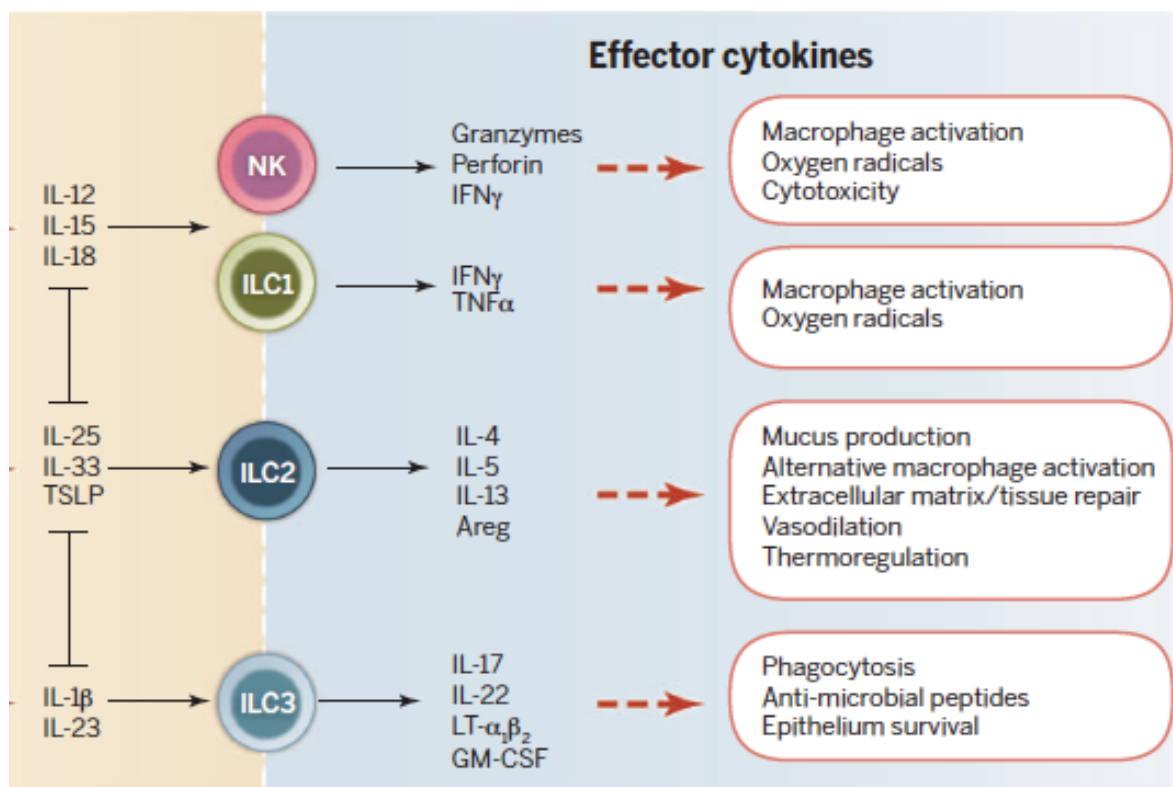 Effector cytokines
IL-12
IL-15
IL-18
NK
Granzymes
Perforin
IFNγ
Macrophage activation
Oxygen radicals
Cytotoxicity
ILC1
IFNγ
TNFα
Macrophage activation
Oxygen radicals
IL-25
IL-33
TSLP
ILC2
IL-4
IL-5
IL-13
Areg
Mucus production
Alternative macrophage activation
Extracellular matrix/tissue repair
Vasodilation
Thermoregulation
IL-1β
IL-23
ILC3
IL-17
IL-22
LT-α₁β₂
GM-CSF
Phagocytosis
Anti-microbial peptides
Epithelium survival